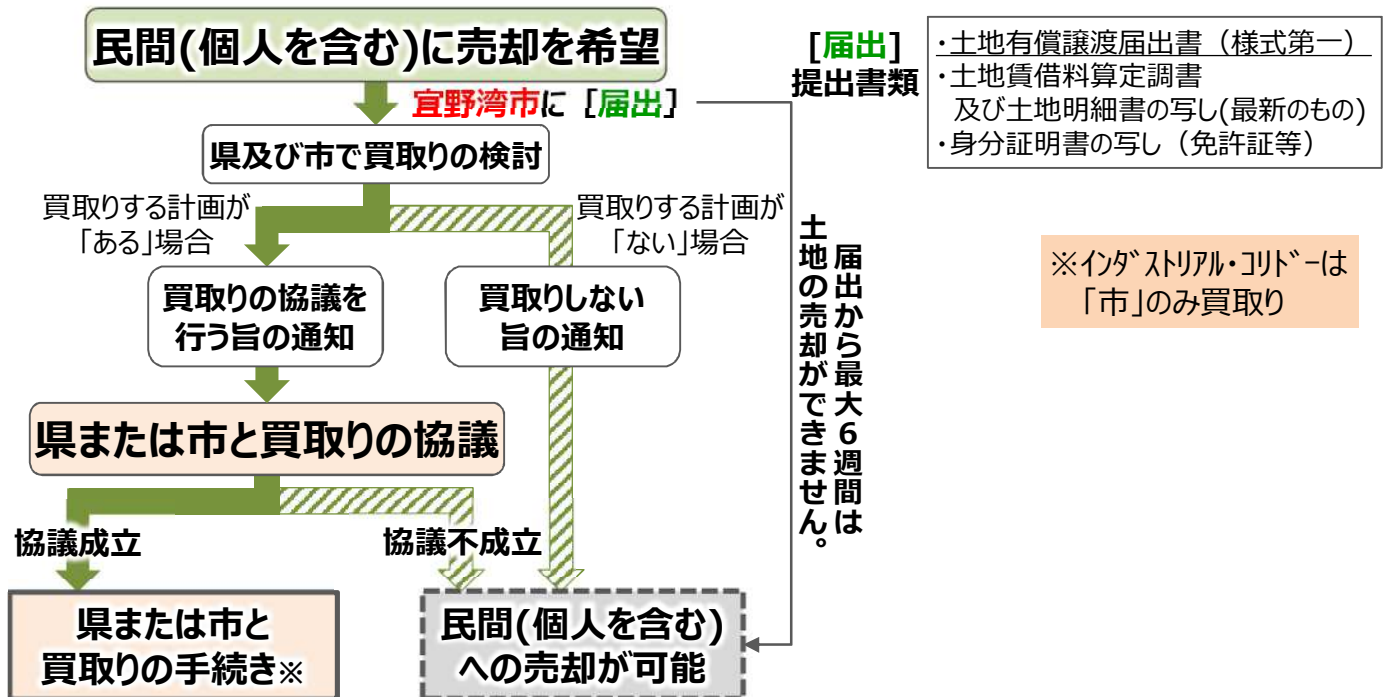 民間(個人を含む)に売却を希望
宜野湾市に［届出］
県及び市で買取りの検討
買取りする計画が
「ある」場合
買取りする計画が
「ない」場合
買取りの協議を
行う旨の通知
買取りしない
旨の通知
県または市と買取りの協議
協議成立
協議不成立
県または市と
買取りの手続き※
民間(個人を含む)
への売却が可能
届出から最大６週間は
土地の売却ができません。
［届出］
提出書類
・土地有償譲渡届出書（様式第一）
・土地賃借料算定調書
及び土地明細書の写し(最新のもの)
・身分証明書の写し（免許証等）
※ｲﾝﾀﾞｽﾄﾘｱﾙ・ｺﾘﾄﾞｰは
「市」のみ買取り